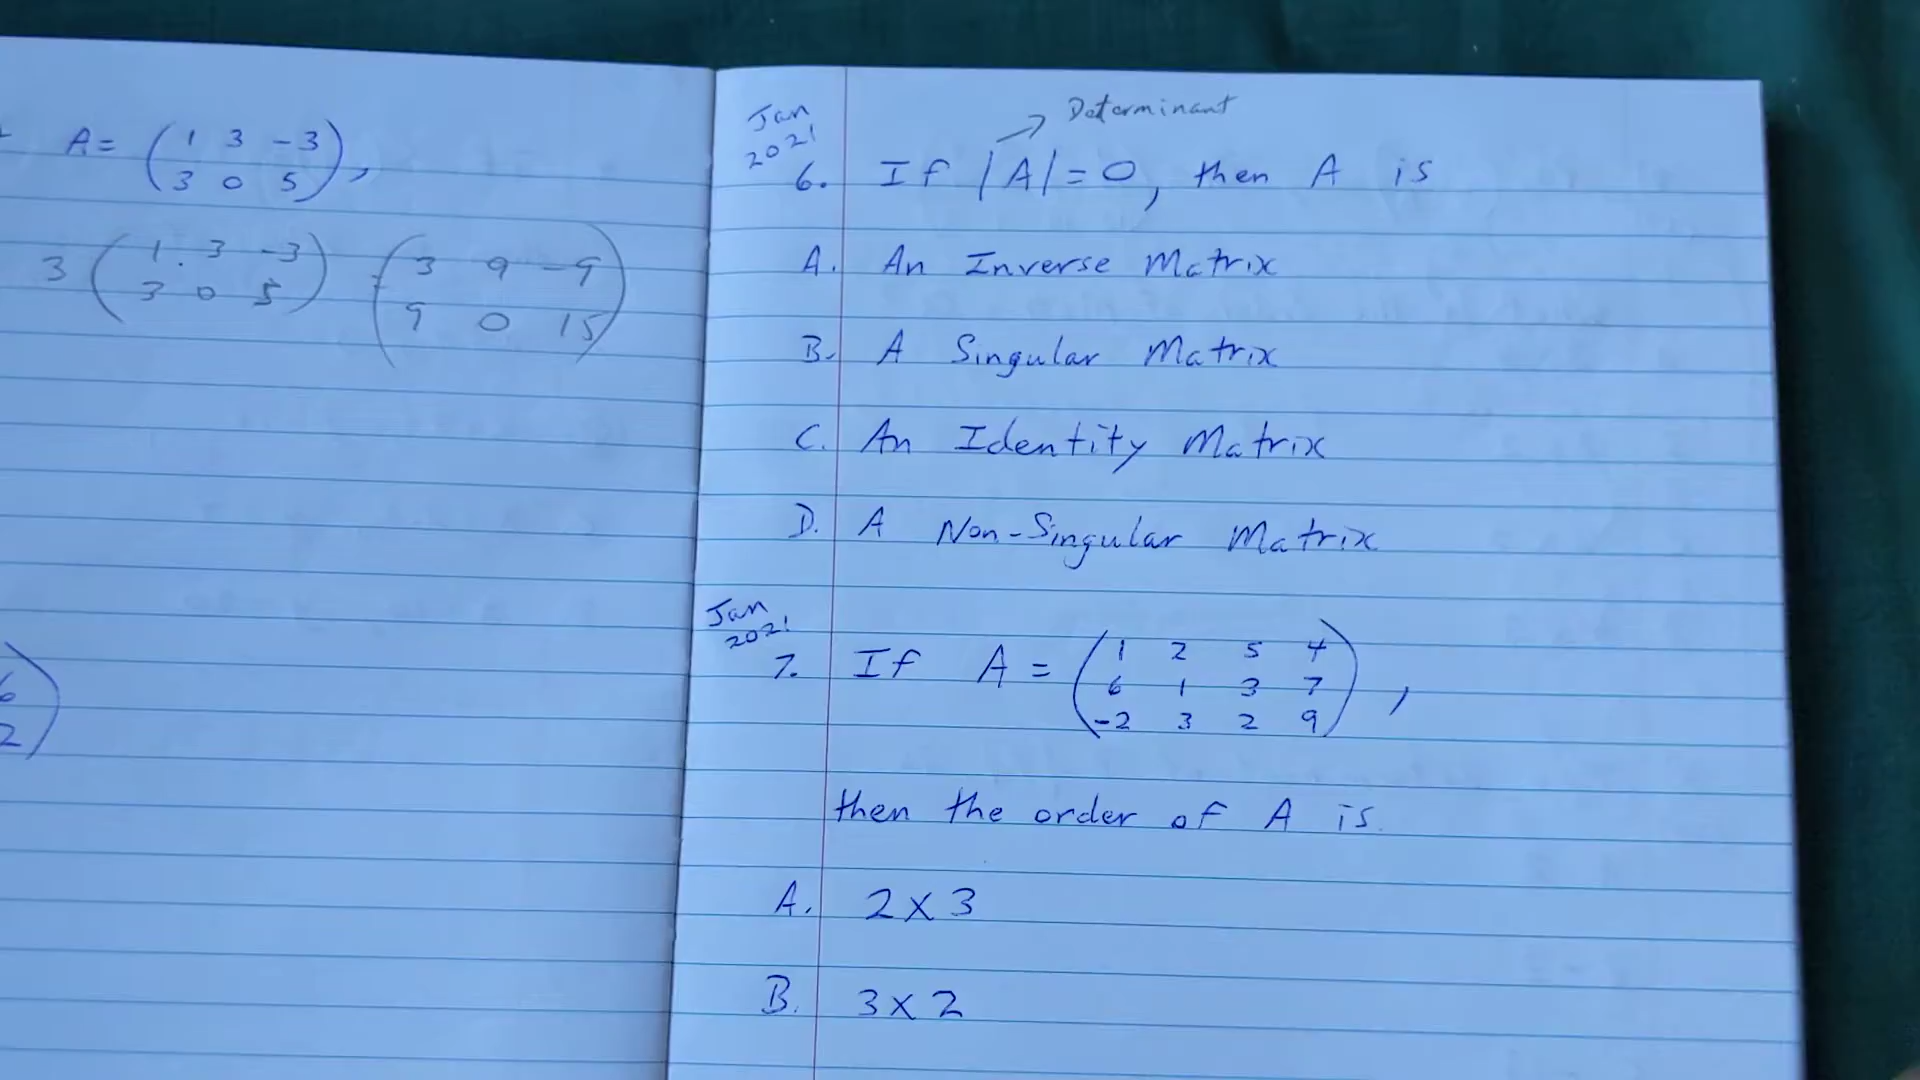 A = ( 1 3 -3
3 0 5 ),
3 ( 1 3 -3
3 0 5 ) ( 3 9 -9
9 0 15 )
6
2 )
Jan
2021
→ Determinant
6. If |A| = 0, then A is
A. An Inverse Matrix
B. A Singular Matrix
C. An Identity Matrix
D. A Non-Singular Matrix
Jan
2021
7. If A = ( 1 2 5 4
6 1 3 7
-2 3 2 9 ),
then the order of A is
A. 2 x 3
B. 3 x 2